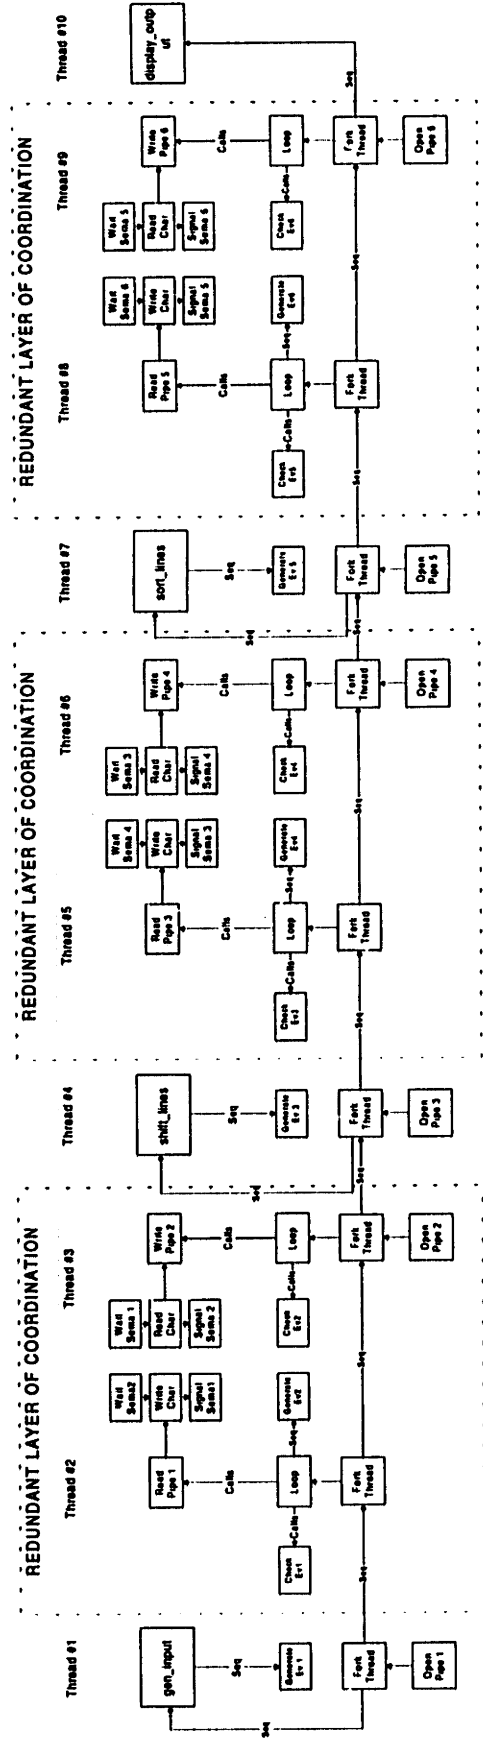 REDUNDANT LAYER OF COORDINATION
REDUNDANT LAYER OF COORDINATION
REDUNDANT LAYER OF COORDINATION
Thread #1
gen_input
Seq
Generate
Ev 1
Seq
Fork
Thread
Open
Pipe 1
Seq
Thread #2
Wait
Sema2
Read
Pipe 1
Write
Char
Signal
Sema1
Calls
Check
Ev1
Calls
Loop
Seq
Generate
Ev2
Fork
Thread
Seq
Thread #3
Wait
Sema 1
Read
Char
Write
Pipe 2
Signal
Sema 2
Calls
Check
Ev2
Calls
Loop
Fork
Thread
Open
Pipe 2
Seq
Thread #4
shift_lines
Seq
Seq
Generate
Ev 3
Fork
Thread
Open
Pipe 3
Seq
Thread #5
Wait
Sema 4
Read
Pipe 3
Write
Char
Signal
Sema 3
Calls
Check
Ev3
Calls
Loop
Seq
Generate
Ev4
Fork
Thread
Seq
Thread #6
Wait
Sema 3
Read
Char
Write
Pipe 4
Signal
Sema 4
Calls
Check
Ev4
Calls
Loop
Fork
Thread
Open
Pipe 4
Seq
Thread #7
sort_lines
Seq
Seq
Generate
Ev 5
Fork
Thread
Open
Pipe 5
Seq
Thread #8
Wait
Sema 6
Read
Pipe 5
Write
Char
Signal
Sema 5
Calls
Check
Ev5
Calls
Loop
Seq
Generate
Ev6
Fork
Thread
Seq
Thread #9
Wait
Sema 5
Read
Char
Write
Pipe 6
Signal
Sema 6
Calls
Check
Ev6
Calls
Loop
Fork
Thread
Open
Pipe 6
Seq
Thread #10
display_outp
ut